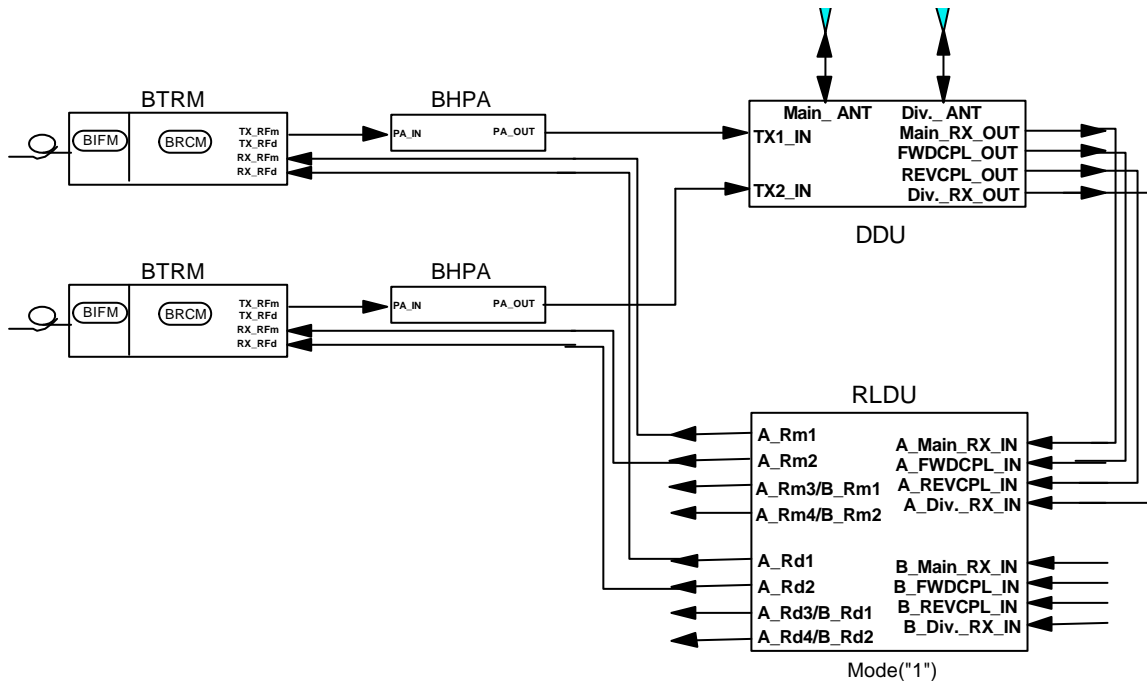 BTRM
BIFM
BRCM
TX_RFm
TX_RFd
RX_RFm
RX_RFd
BHPA
PA_IN
PA_OUT
Main_ ANT
Div._ ANT
TX1_IN
TX2_IN
Main_RX_OUT
FWDCPL_OUT
REVCPL_OUT
Div._RX_OUT
DDU
BTRM
BIFM
BRCM
TX_RFm
TX_RFd
RX_RFm
RX_RFd
BHPA
PA_IN
PA_OUT
RLDU
A_Rm1
A_Rm2
A_Rm3/B_Rm1
A_Rm4/B_Rm2
A_Rd1
A_Rd2
A_Rd3/B_Rd1
A_Rd4/B_Rd2
A_Main_RX_IN
A_FWDCPL_IN
A_REVCPL_IN
A_Div._RX_IN
B_Main_RX_IN
B_FWDCPL_IN
B_REVCPL_IN
B_Div._RX_IN
Mode("1")